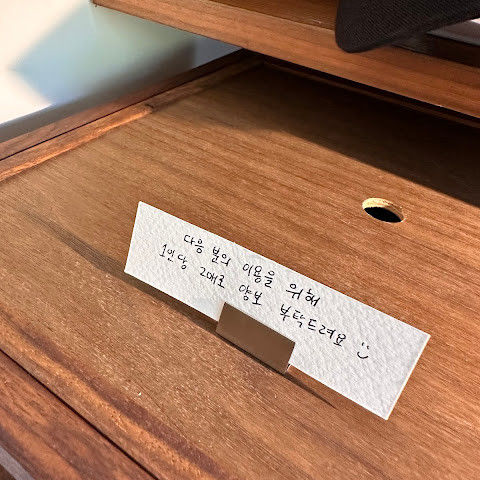 다음 분의 이용을 위해
1인당 2매로 양보 부탁드려요 :)